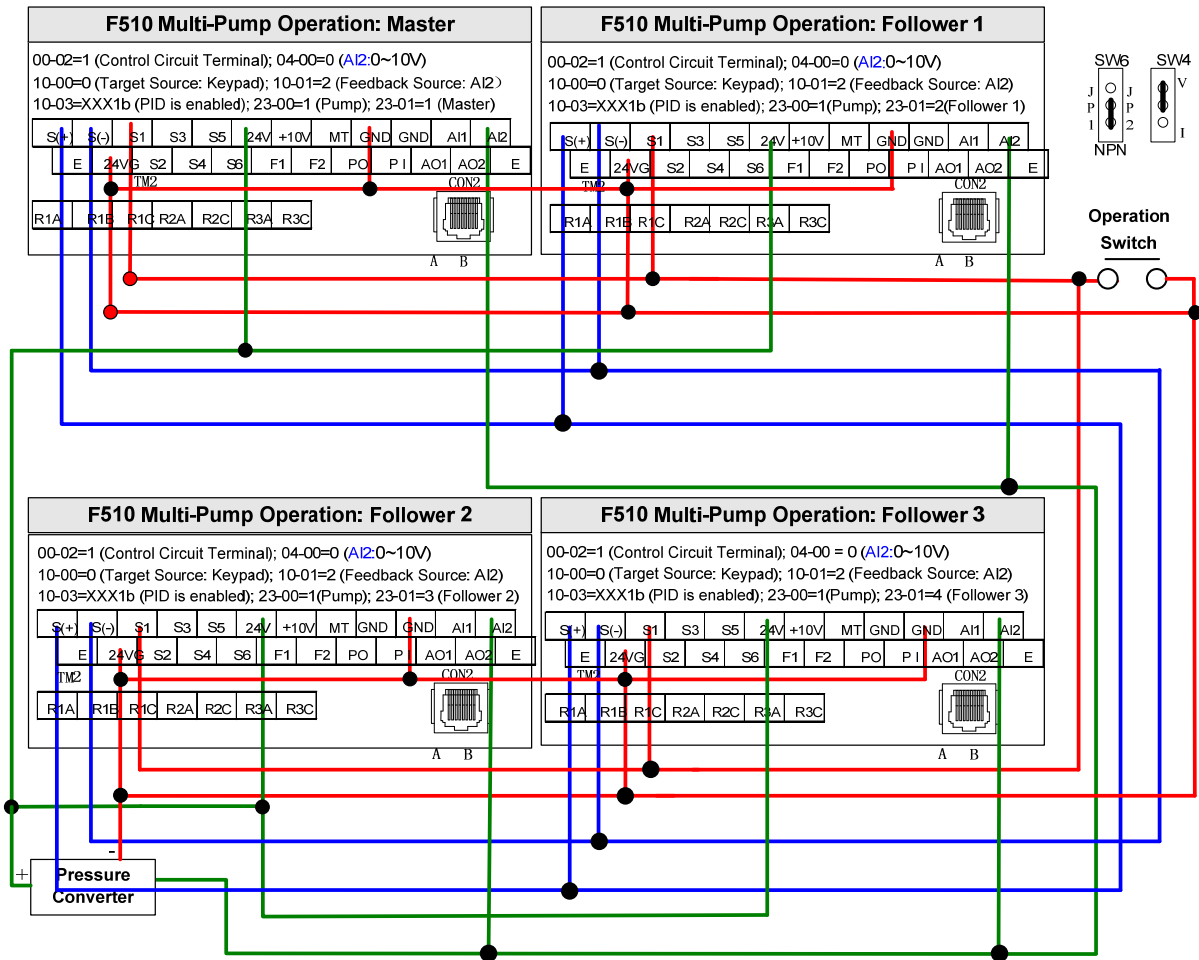 F510 Multi-Pump Operation: Master
00-02=1 (Control Circuit Terminal); 04-00=0 (AI2:0~10V)
10-00=0 (Target Source: Keypad); 10-01=2 (Feedback Source: AI2)
10-03=XXX1b (PID is enabled); 23-00=1 (Pump); 23-01=1 (Master)
S(+) S(-) S1 S3 S5 24V +10V MT GND GND AI1 AI2
E 24VG S2 S4 S6 F1 F2 PO PI AO1 AO2 E
TM2
R1A R1B R1C R2A R2C R3A R3C
A B
F510 Multi-Pump Operation: Follower 1
00-02=1 (Control Circuit Terminal); 04-00=0 (AI2:0~10V)
10-00=0 (Target Source: Keypad); 10-01=2 (Feedback Source: AI2)
10-03=XXX1b (PID is enabled); 23-00=1(Pump); 23-01=2(Follower 1)
S(+) S(-) S1 S3 S5 24V +10V MT GND GND AI1 AI2
E 24VG S2 S4 S6 F1 F2 PO PI AO1 AO2 E
TM2 CON2
R1A R1B R1C R2A R2C R3A R3C
A B
CON2
SW6 SW4
J J V
P P
1 2 I
NPN
Operation
Switch
F510 Multi-Pump Operation: Follower 2
00-02=1 (Control Circuit Terminal); 04-00=0 (AI2:0~10V)
10-00=0 (Target Source: Keypad); 10-01=2 (Feedback Source: AI2)
10-03=XXX1b (PID is enabled); 23-00=1(Pump); 23-01=3 (Follower 2)
S(+) S(-) S1 S3 S5 24V +10V MT GND GND AI1 AI2
E 24VG S2 S4 S6 F1 F2 PO PI AO1 AO2 E
TM2 CON2
R1A R1B R1C R2A R2C R3A R3C
A B
F510 Multi-Pump Operation: Follower 3
00-02=1 (Control Circuit Terminal); 04-00 = 0 (AI2:0~10V)
10-00=0 (Target Source: Keypad); 10-01=2 (Feedback Source: AI2)
10-03=XXX1b (PID is enabled); 23-00=1(Pump); 23-01=4 (Follower 3)
S(+) S(-) S1 S3 S5 24V +10V MT GND GND AI1 AI2
E 24VG S2 S4 S6 F1 F2 PO PI AO1 AO2 E
TM2 CON2
R1A R1B R1C R2A R2C R3A R3C
A B
+ -
Pressure
Converter